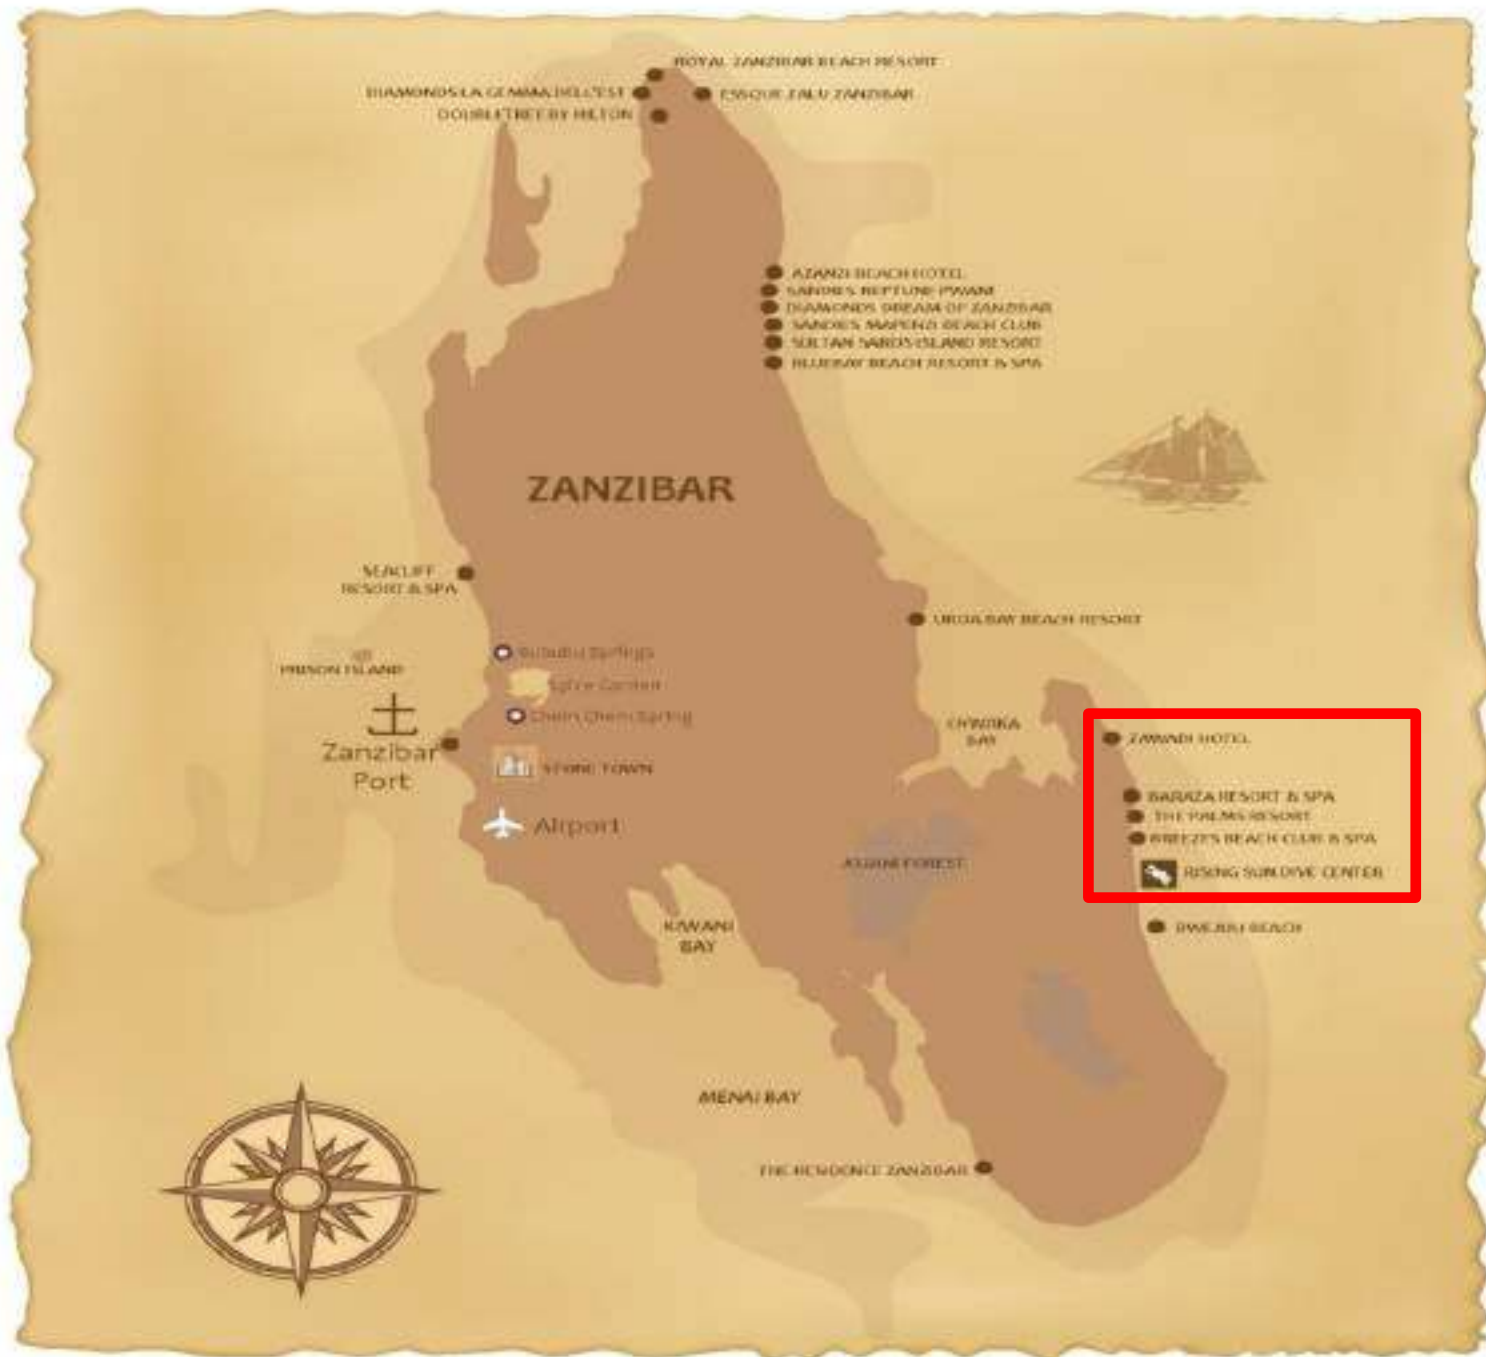 ROYAL ZANZIBAR BEACH RESORT
DIAMONDS LA GEMMA DELL'EST
ESSQUE ZALU ZANZIBAR
DOUBLETREE BY HILTON
AZANZI BEACH HOTEL
SANDIES NEPTUNE PWANI
DIAMONDS DREAM OF ZANZIBAR
SANDIES MAPENZI BEACH CLUB
SULTAN SANDS ISLAND RESORT
BLUEBAY BEACH RESORT & SPA
ZANZIBAR
SEACLIFF
RESORT & SPA
UROA BAY BEACH RESORT
Bububu Springs
PRISON ISLAND
Spice Garden
Chem Chem Spring
CHWAKA
BAY
Zanzibar
Port
STONE TOWN
ZAWADI HOTEL
BARAZA RESORT & SPA
THE PALMS RESORT
BREEZES BEACH CLUB & SPA
Airport
FOREST
RISING SUN DIVE CENTER
KIWANI
BAY
BWEJUU BEACH
MENAI BAY
THE RESIDENCE ZANZIBAR